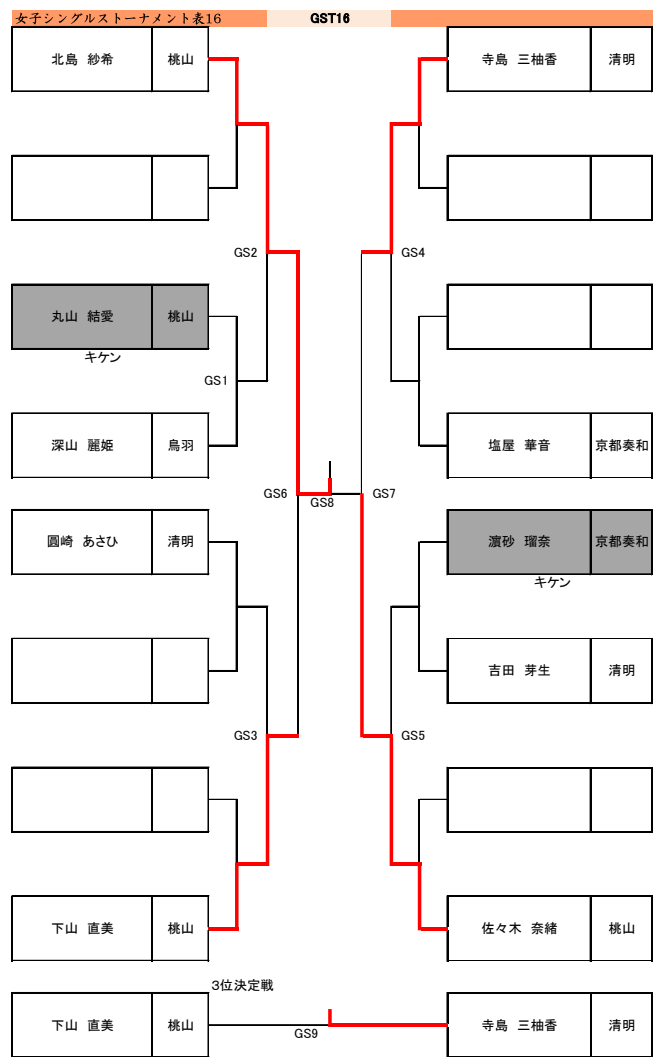 女子シングルストーナメント表16 GST16
北島 紗希 桃山
寺島 三柚香 清明
GS2
GS4
丸山 結愛 桃山
キケン
GS1
深山 麗姫 鳥羽
塩屋 華音 京都奏和
GS6
GS8
GS7
圓崎 あさひ 清明
濵砂 瑠奈 京都奏和
キケン
吉田 芽生 清明
GS3
GS5
下山 直美 桃山
佐々木 奈緒 桃山
3位決定戦
下山 直美 桃山
GS9
寺島 三柚香 清明